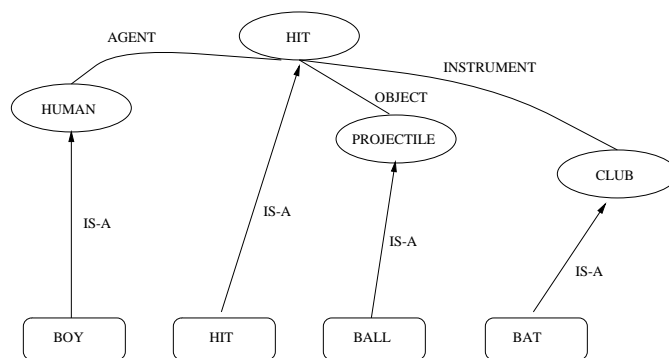 AGENT
HIT
INSTRUMENT
HUMAN
OBJECT
PROJECTILE
CLUB
IS-A
IS-A
IS-A
IS-A
BOY
HIT
BALL
BAT